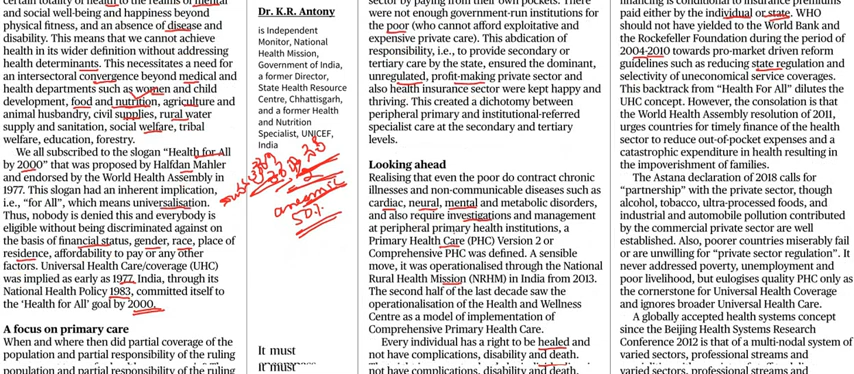 certain totality of health to the realms of mental
and social well-being and happiness beyond
physical fitness, and an absence of disease and
disability. This means that we cannot achieve
health in its wider definition without addressing
health determinants. This necessitates a need for
an intersectoral convergence beyond medical and
health departments such as women and child
development, food and nutrition, agriculture and
animal husbandry, civil supplies, rural water
supply and sanitation, social welfare, tribal
welfare, education, forestry.
We all subscribed to the slogan “Health for All
by 2000” that was proposed by Halfdan Mahler
and endorsed by the World Health Assembly in
1977. This slogan had an inherent implication,
i.e., “for All”, which means universalisation.
Thus, nobody is denied this and everybody is
eligible without being discriminated against on
the basis of financial status, gender, race, place of
residence, affordability to pay or any other
factors. Universal Health Care/coverage (UHC)
was implied as early as 1977. India, through its
National Health Policy 1983, committed itself to
the ‘Health for All’ goal by 2000.
A focus on primary care
When and where then did partial coverage of the
population and partial responsibility of the ruling
Dr. K.R. Antony
is Independent
Monitor, National
Health Mission,
Government of India,
a former Director,
State Health Resource
Centre, Chhattisgarh,
and a former Health
and Nutrition
Specialist, UNICEF,
India
50%
It must
sector by paying from their own pockets. There
were not enough government-run institutions for
the poor (who cannot afford exploitative and
expensive private care). This abdication of
responsibility, i.e., to provide secondary or
tertiary care by the state, ensured the dominant,
unregulated, profit-making private sector and
also health insurance sector were kept happy and
thriving. This created a dichotomy between
peripheral primary and institutional-referred
specialist care at the secondary and tertiary
levels.
Looking ahead
Realising that even the poor do contract chronic
illnesses and non-communicable diseases such as
cardiac, neural, mental and metabolic disorders,
and also require investigations and management
at peripheral primary health institutions, a
Primary Health Care (PHC) Version 2 or
Comprehensive PHC was defined. A sensible
move, it was operationalised through the National
Rural Health Mission (NRHM) in India from 2013.
The second half of the last decade saw the
operationalisation of the Health and Wellness
Centre as a model of implementation of
Comprehensive Primary Health Care.
Every individual has a right to be healed and
not have complications, disability and death.
not have complications, disability and death.
financing is conditional to insurance premiums
paid either by the individual or state. WHO
should not have yielded to the World Bank and
the Rockefeller Foundation during the period of
2004-2010 towards pro-market driven reform
guidelines such as reducing state regulation and
selectivity of uneconomical service coverages.
This backtrack from “Health For All” dilutes the
UHC concept. However, the consolation is that
the World Health Assembly resolution of 2011,
urges countries for timely finance of the health
sector to reduce out-of-pocket expenses and a
catastrophic expenditure in health resulting in
the impoverishment of families.
The Astana declaration of 2018 calls for
“partnership” with the private sector, though
alcohol, tobacco, ultra-processed foods, and
industrial and automobile pollution contributed
by the commercial private sector are well
established. Also, poorer countries miserably fail
or are unwilling for “private sector regulation”. It
never addressed poverty, unemployment and
poor livelihood, but eulogises quality PHC only as
the cornerstone for Universal Health Coverage
and ignores broader Universal Health Care.
A globally accepted health systems concept
since the Beijing Health Systems Research
Conference 2012 is that of a multi-nodal system of
varied sectors, professional streams and
varied sectors, professional streams and